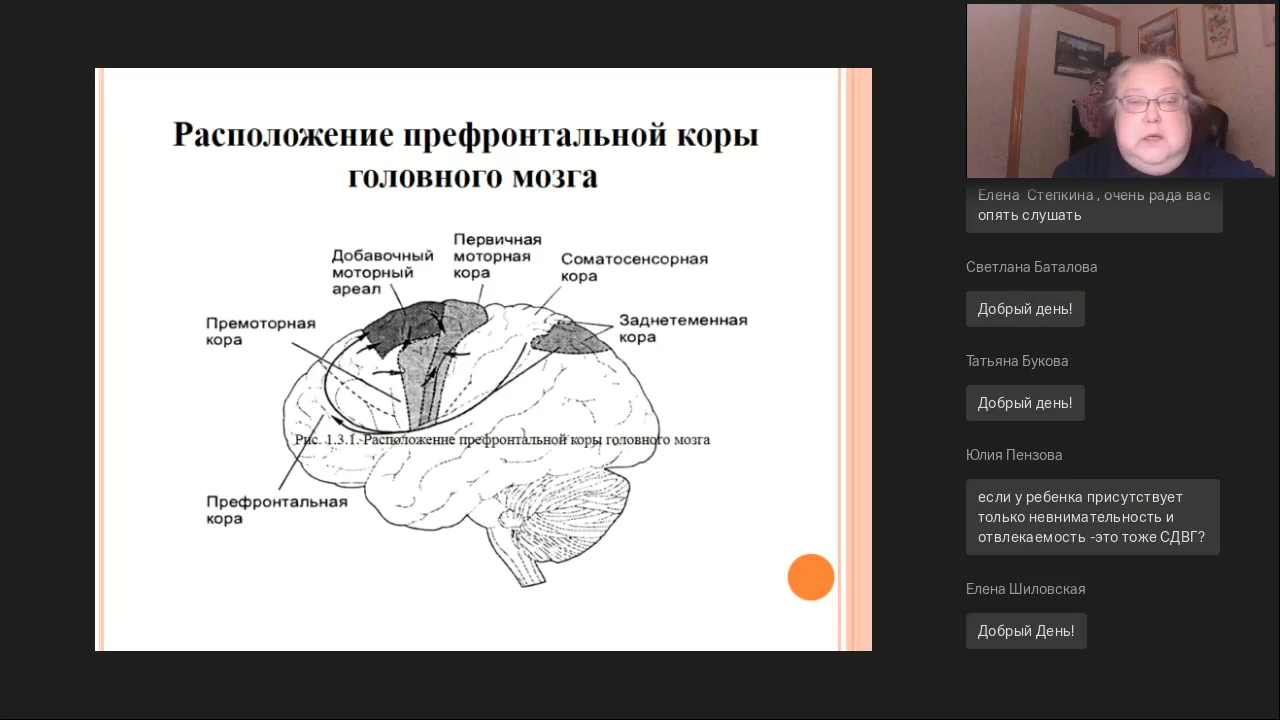 Расположение префронтальной коры
головного мозга
Первичная
моторная
кора
Добавочный
моторный
ареал
Соматосенсорная
кора
Премоторная
кора
Заднетеменная
кора
Рис. 1.3.1. Расположение префронтальной коры головного мозга
Префронтальная
кора
Елена Степкина , очень рада вас
опять слушать
Светлана Баталова
Добрый день!
Татьяна Букова
Добрый день!
Юлия Пензова
если у ребенка присутствует
только невнимательность и
отвлекаемость -это тоже СДВГ?
Елена Шиловская
Добрый День!